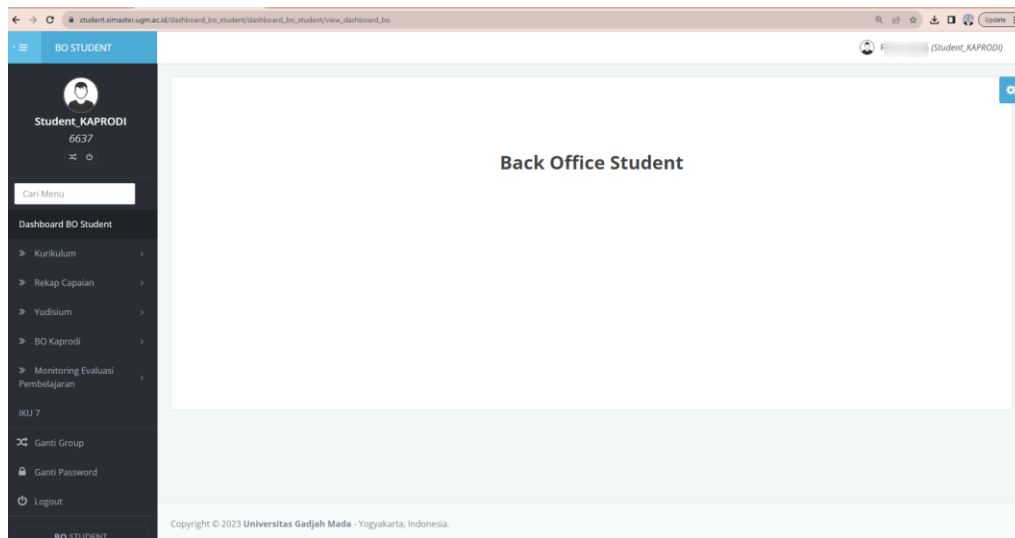 student.simaster.ugm.ac.id/dashboard_bo_student/dashboard_bo_student/view_dashboard_bo
Update
BO STUDENT
(Student_KAPRODI)
Student_KAPRODI
6637
Cari Menu
Back Office Student
Dashboard BO Student
Kurikulum
Rekap Capaian
Yudisium
BO Kaprodi
Monitoring Evaluasi
Pembelajaran
IKU 7
Ganti Group
Ganti Password
Logout
BO STUDENT
Copyright © 2023 Universitas Gadjah Mada - Yogyakarta, Indonesia.